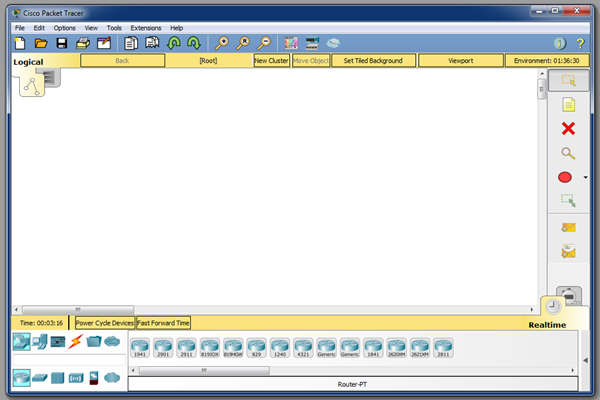 Cisco Packet Tracer
File Edit Options View Tools Extensions Help
Logical Back [Root] New Cluster Move Object Set Tiled Background Viewport Environment: 01:36:30
Time: 00:03:16 Power Cycle Devices Fast Forward Time Realtime
1941 2901 2911 819IOX 819HGW 829 1240 4321 Generic Generic 1841 2620XM 2621XM 2811
Router-PT